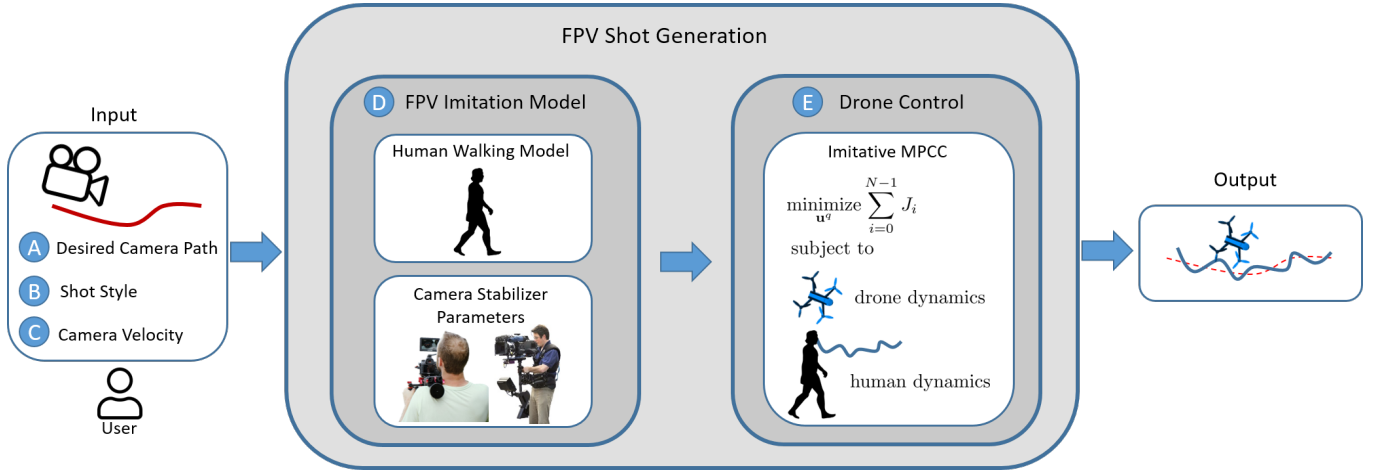 FPV Shot Generation
Input
A Desired Camera Path
B Shot Style
C Camera Velocity
User
D FPV Imitation Model
Human Walking Model
Camera Stabilizer
Parameters
E Drone Control
Imitative MPCC
N−1
minimize ∑ J_i
u^q i=0
subject to
drone dynamics
human dynamics
Output